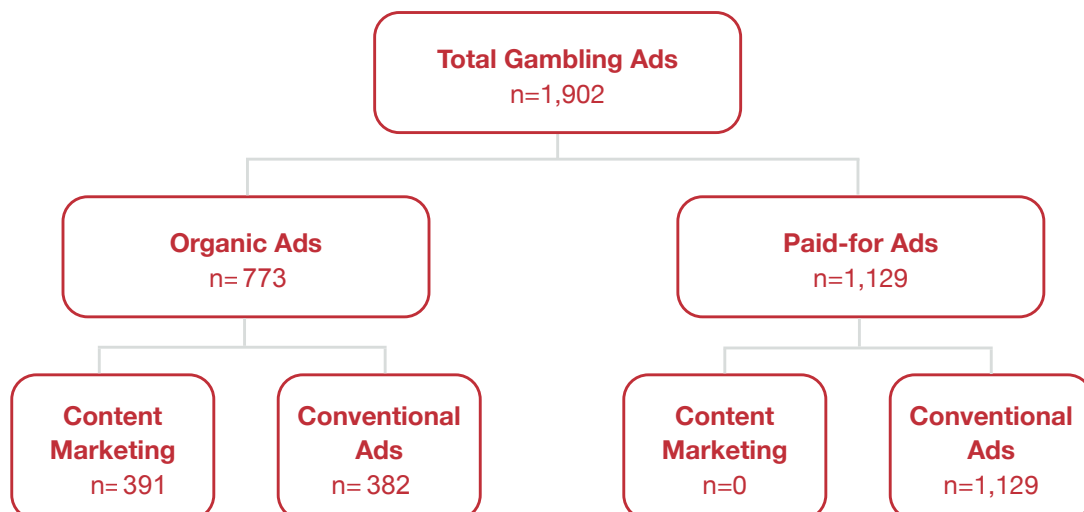 Total Gambling Ads
n=1,902
Organic Ads
n= 773
Paid-for Ads
n=1,129
Content
Marketing
n= 391
Conventional
Ads
n= 382
Content
Marketing
n=0
Conventional
Ads
n=1,129